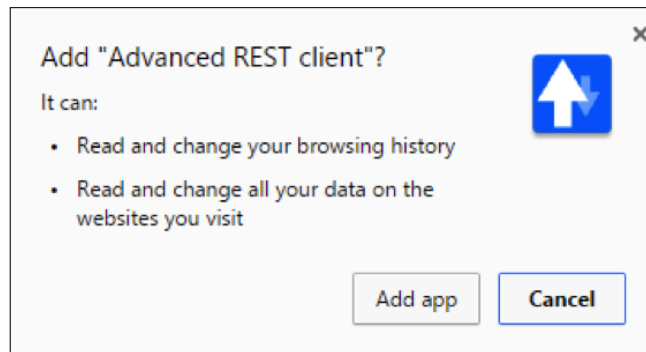 Add "Advanced REST client"?
It can:
• Read and change your browsing history
• Read and change all your data on the
websites you visit
Add app
Cancel